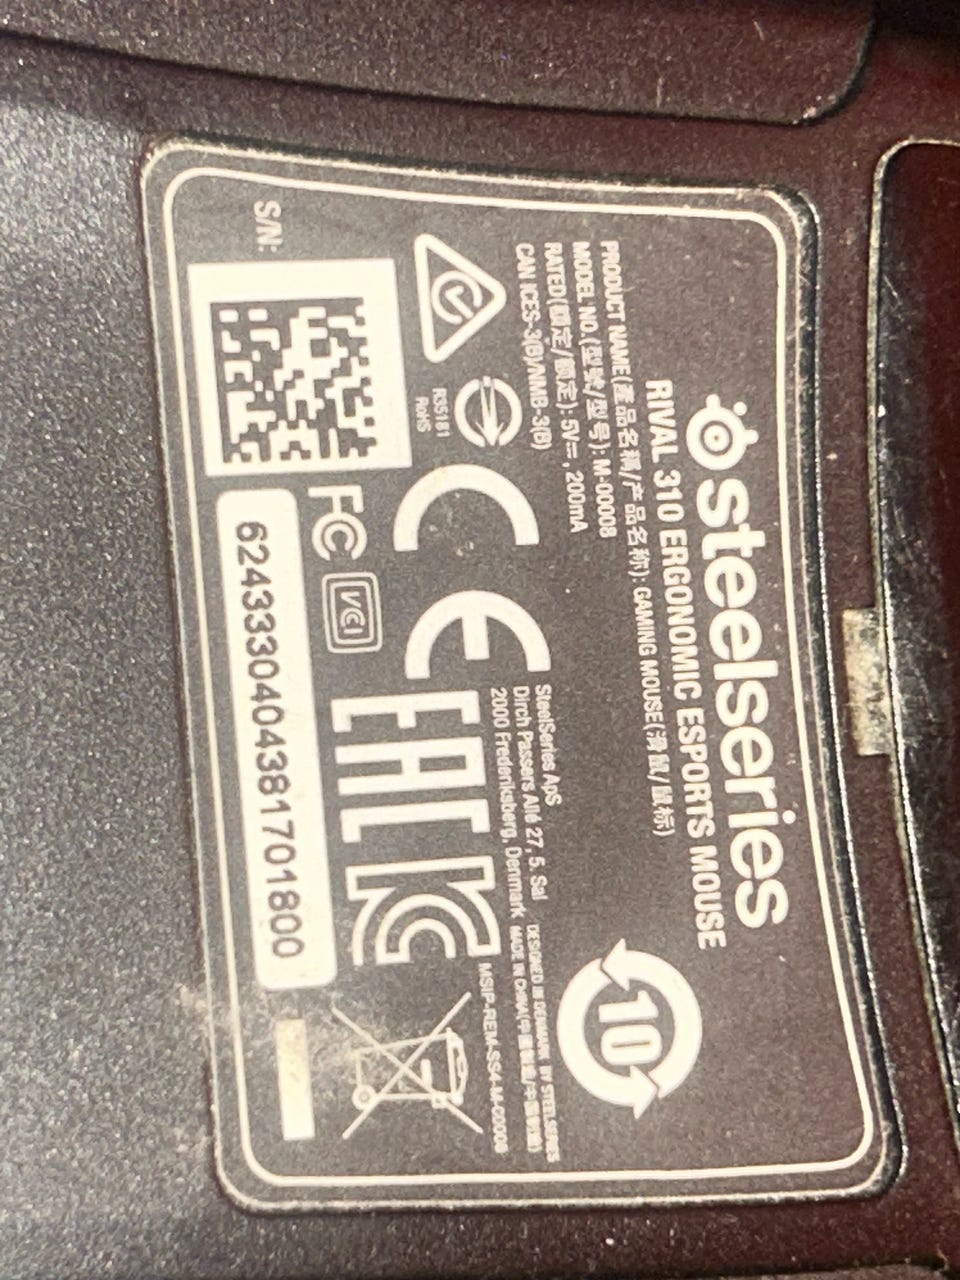 steelseries
RIVAL 310 ERGONOMIC ESPORTS MOUSE
PRODUCT NAME(產品名稱/产品名称): GAMING MOUSE(滑鼠/鼠标)
MODEL NO.(型號/型号): M-00008
RATED(額定/额定): 5V⎓, 200mA
CAN ICES-3(B)/NMB-3(B)
10
SteelSeries ApS
Dirch Passers Allé 27, 5. Sal
2000 Frederiksberg, Denmark
DESIGNED IN DENMARK BY STEELSERIES
MADE IN CHINA(中國製造/中国制造)
R35181
RoHS
CE
EAC
MSIP-REM-SS4-M-00008
FC
VCI
S/N:
6243330404381701800